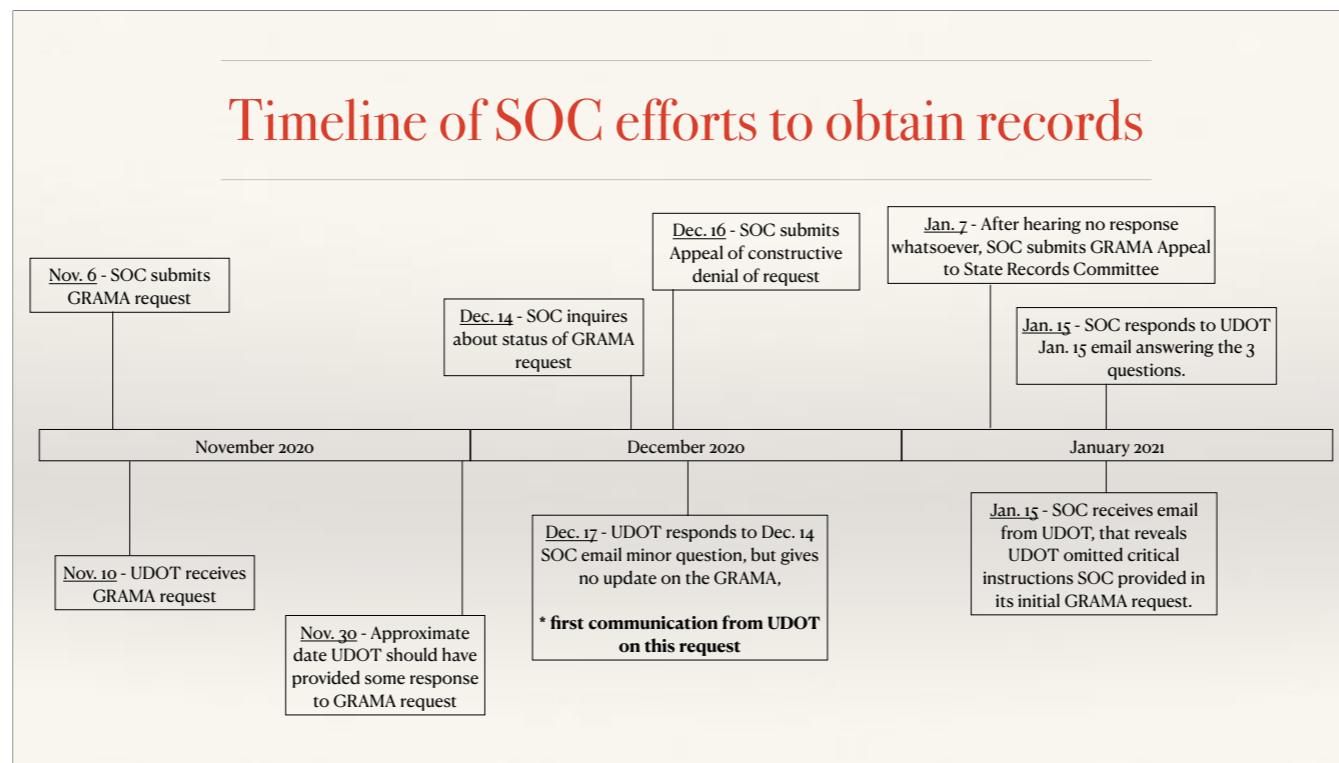 Timeline of SOC efforts to obtain records
Nov. 6 - SOC submits
GRAMA request
Dec. 14 - SOC inquires
about status of GRAMA
request
Dec. 16 - SOC submits
Appeal of constructive
denial of request
Jan. 7 - After hearing no response
whatsoever, SOC submits GRAMA Appeal
to State Records Committee
Jan. 15 - SOC responds to UDOT
Jan. 15 email answering the 3
questions.
November 2020
December 2020
January 2021
Nov. 10 - UDOT receives
GRAMA request
Nov. 30 - Approximate
date UDOT should have
provided some response
to GRAMA request
Dec. 17 - UDOT responds to Dec. 14
SOC email minor question, but gives
no update on the GRAMA,
* first communication from UDOT
on this request
Jan. 15 - SOC receives email
from UDOT, that reveals
UDOT omitted critical
instructions SOC provided in
its initial GRAMA request.